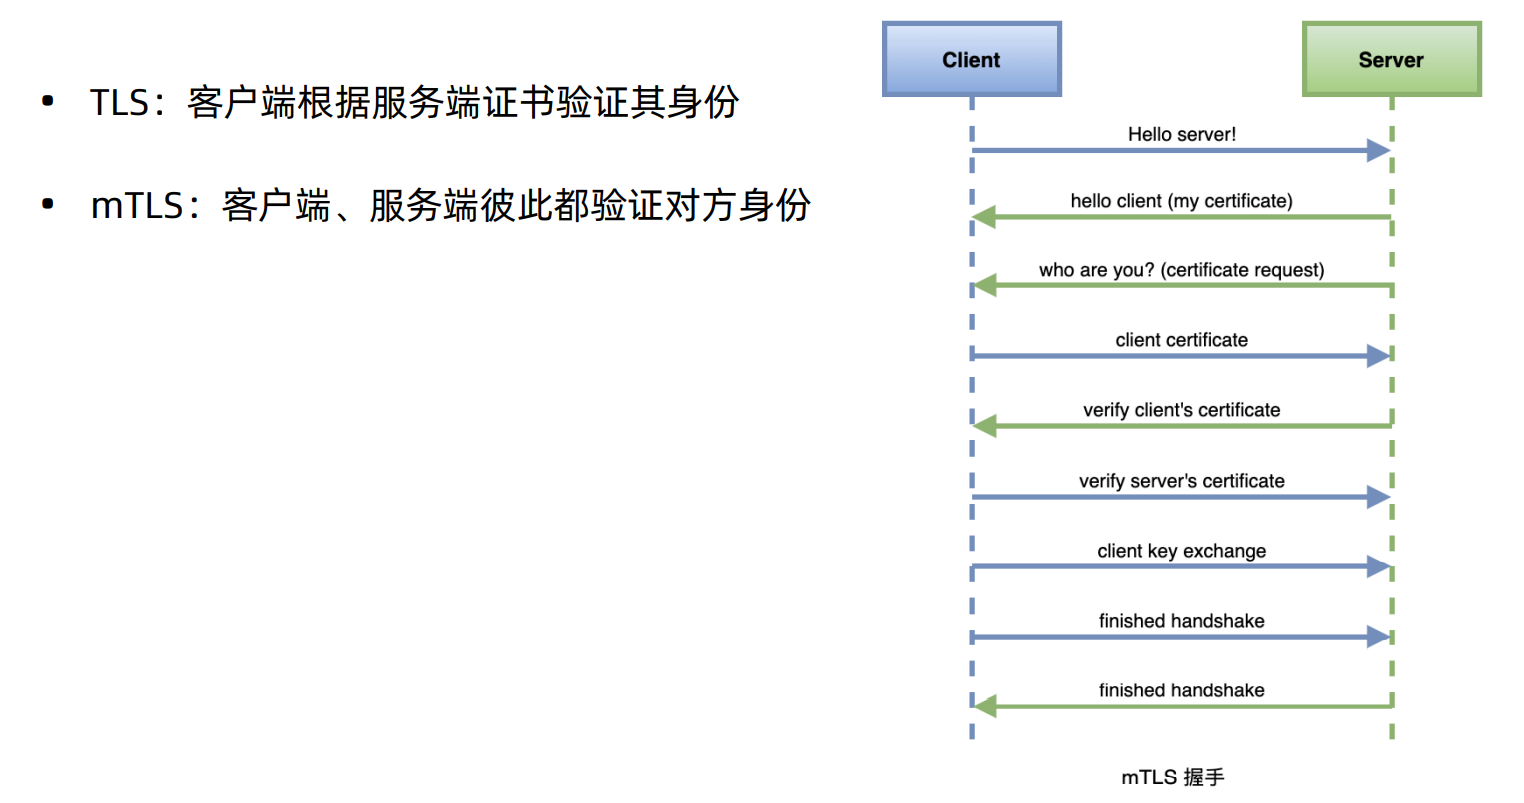 • TLS：客户端根据服务端证书验证其身份
• mTLS：客户端、服务端彼此都验证对方身份
Client
Server
Hello server!
hello client (my certificate)
who are you? (certificate request)
client certificate
verify client's certificate
verify server's certificate
client key exchange
finished handshake
finished handshake
mTLS 握手